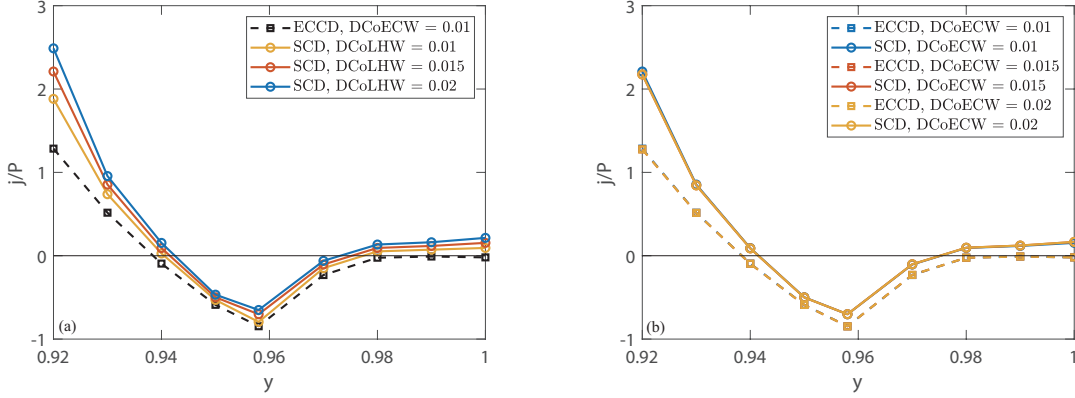 3
2
1
0
-1
j/P
ECCD, DCoECW = 0.01
SCD, DCoLHW = 0.01
SCD, DCoLHW = 0.015
SCD, DCoLHW = 0.02
(a)
0.92 0.94 0.96 0.98 1
y
3
2
1
0
-1
j/P
ECCD, DCoECW = 0.01
SCD, DCoECW = 0.01
ECCD, DCoECW = 0.015
SCD, DCoECW = 0.015
ECCD, DCoECW = 0.02
SCD, DCoECW = 0.02
(b)
0.92 0.94 0.96 0.98 1
y